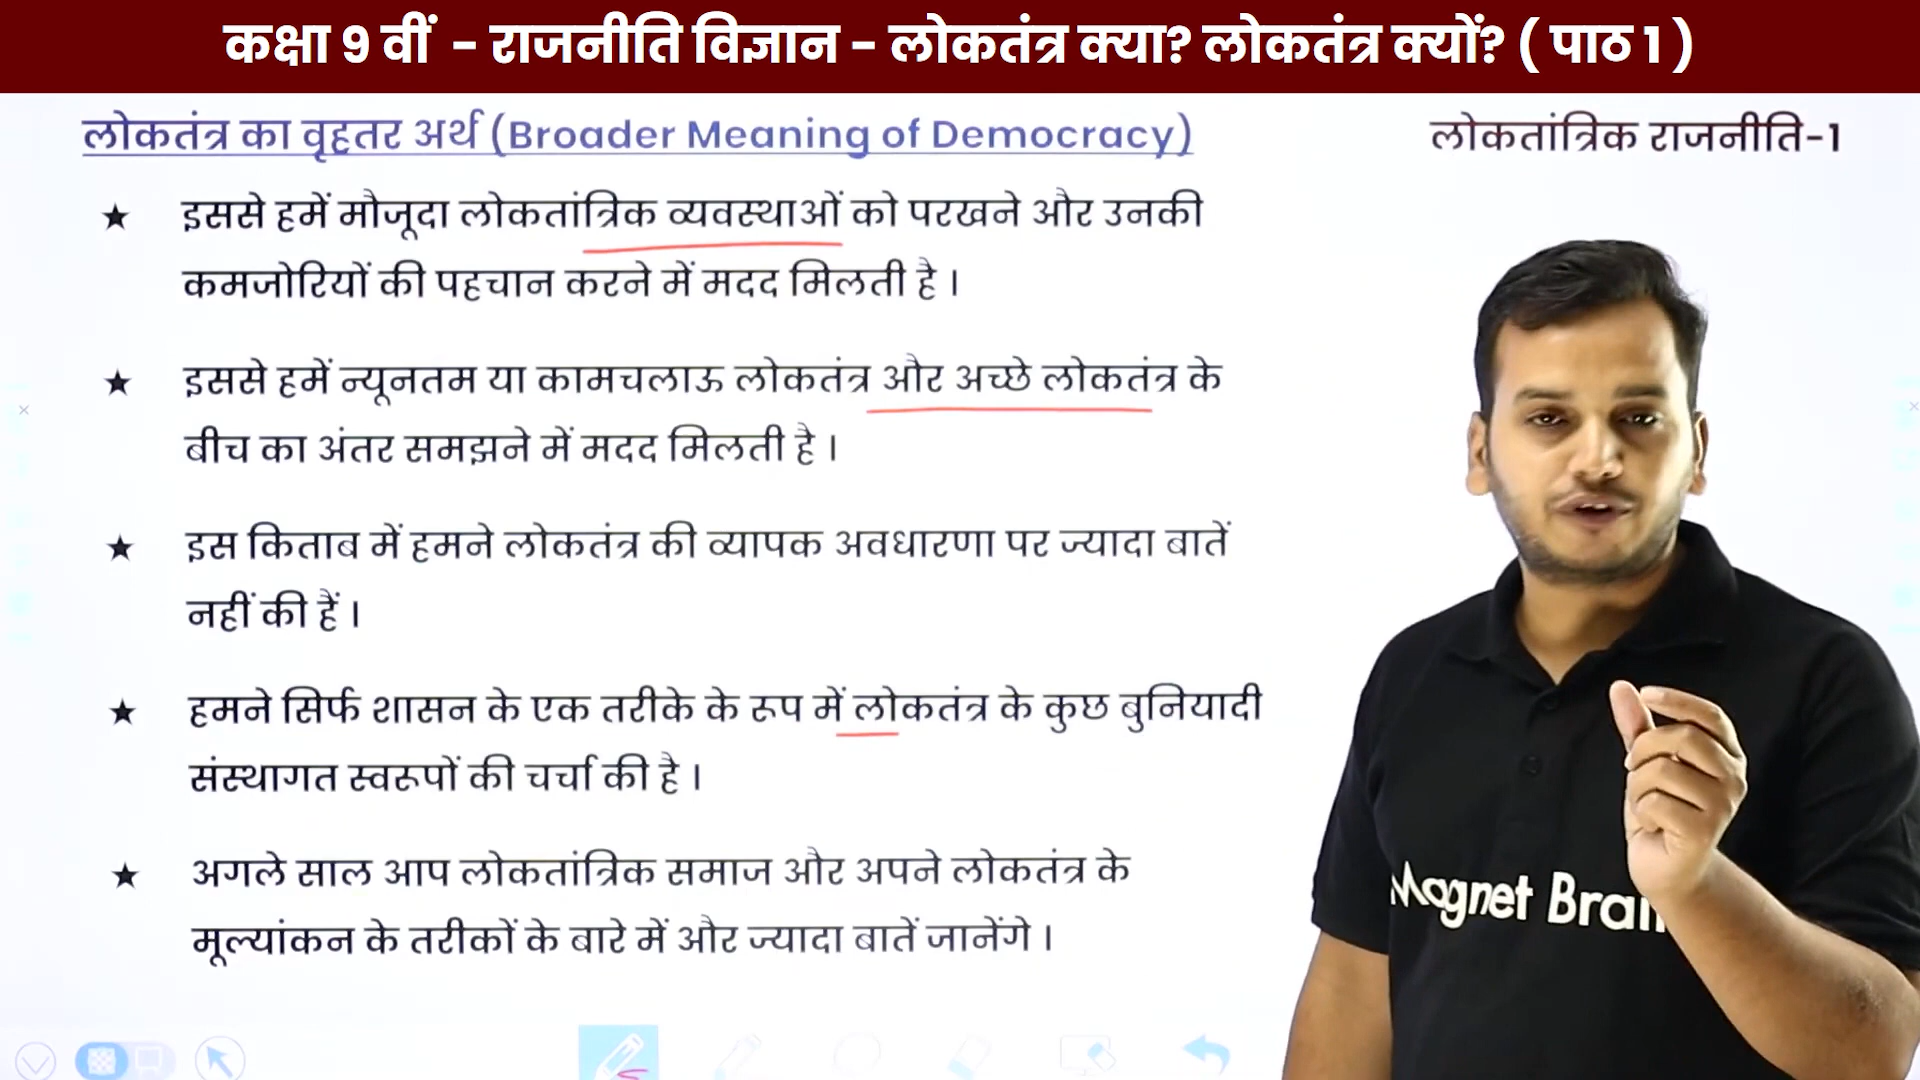 कक्षा 9 वीं - राजनीति विज्ञान - लोकतंत्र क्या? लोकतंत्र क्यों? ( पाठ 1 )
लोकतंत्र का वृहतर अर्थ (Broader Meaning of Democracy)
लोकतांत्रिक राजनीति-1
★ इससे हमें मौजूदा लोकतांत्रिक व्यवस्थाओं को परखने और उनकी
कमजोरियों की पहचान करने में मदद मिलती है ।
★ इससे हमें न्यूनतम या कामचलाऊ लोकतंत्र और अच्छे लोकतंत्र के
बीच का अंतर समझने में मदद मिलती है ।
★ इस किताब में हमने लोकतंत्र की व्यापक अवधारणा पर ज्यादा बातें
नहीं की हैं ।
★ हमने सिर्फ शासन के एक तरीके के रूप में लोकतंत्र के कुछ बुनियादी
संस्थागत स्वरूपों की चर्चा की है ।
★ अगले साल आप लोकतांत्रिक समाज और अपने लोकतंत्र के
मूल्यांकन के तरीकों के बारे में और ज्यादा बातें जानेंगे ।
Magnet Brai